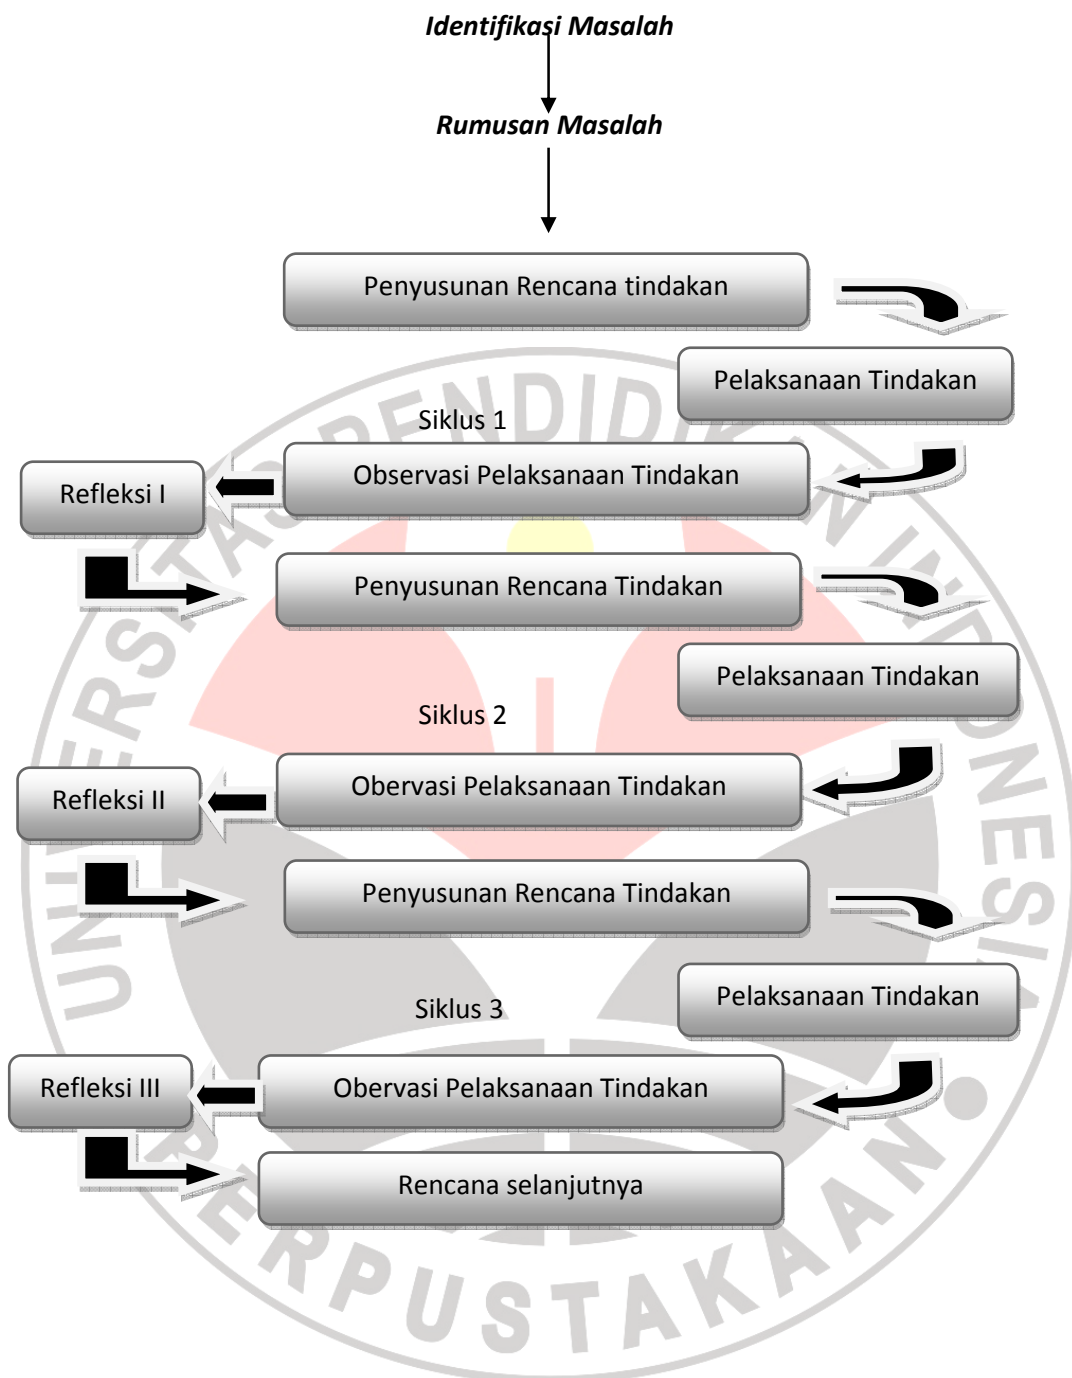 Identifikasi Masalah
Rumusan Masalah
Penyusunan Rencana tindakan
Pelaksanaan Tindakan
Siklus 1
Observasi Pelaksanaan Tindakan
Refleksi I
Penyusunan Rencana Tindakan
Pelaksanaan Tindakan
Siklus 2
Obervasi Pelaksanaan Tindakan
Refleksi II
Penyusunan Rencana Tindakan
Pelaksanaan Tindakan
Siklus 3
Obervasi Pelaksanaan Tindakan
Refleksi III
Rencana selanjutnya
UNIVERSITAS PENDIDIKAN INDONESIA
PERPUSTAKAAN